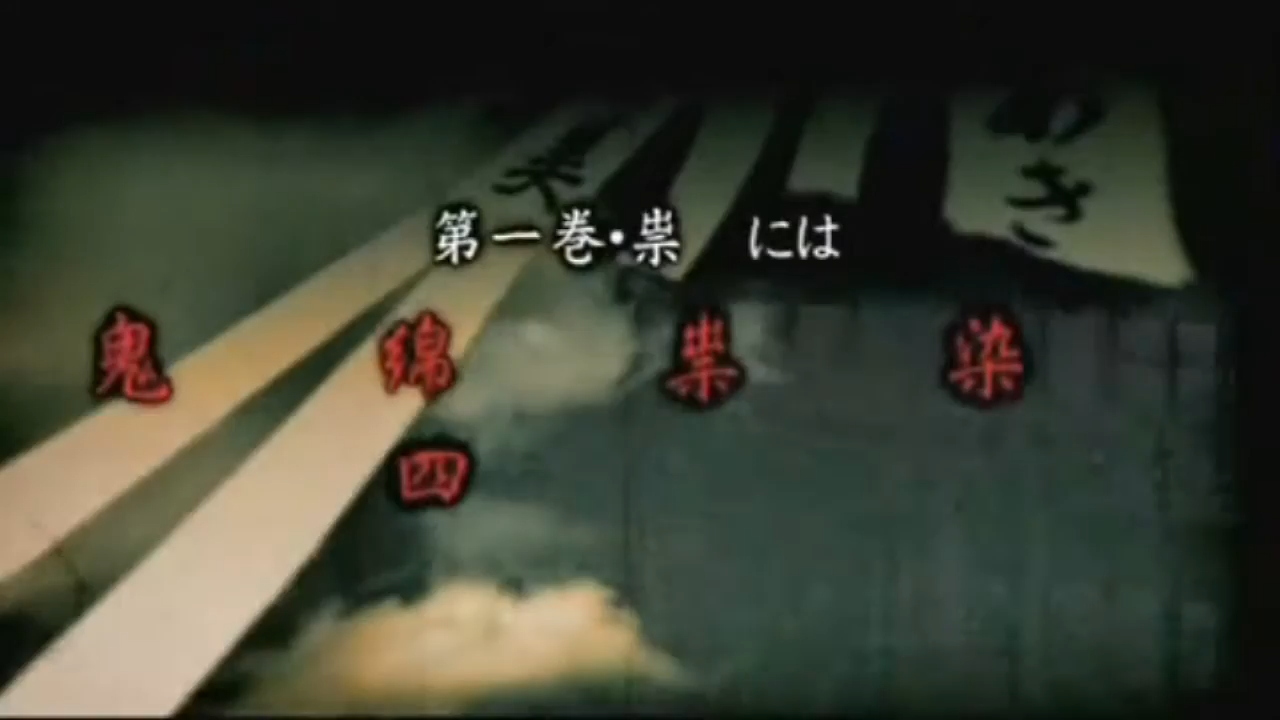 第一巻・祟　には
鬼 綿 祟 染
四